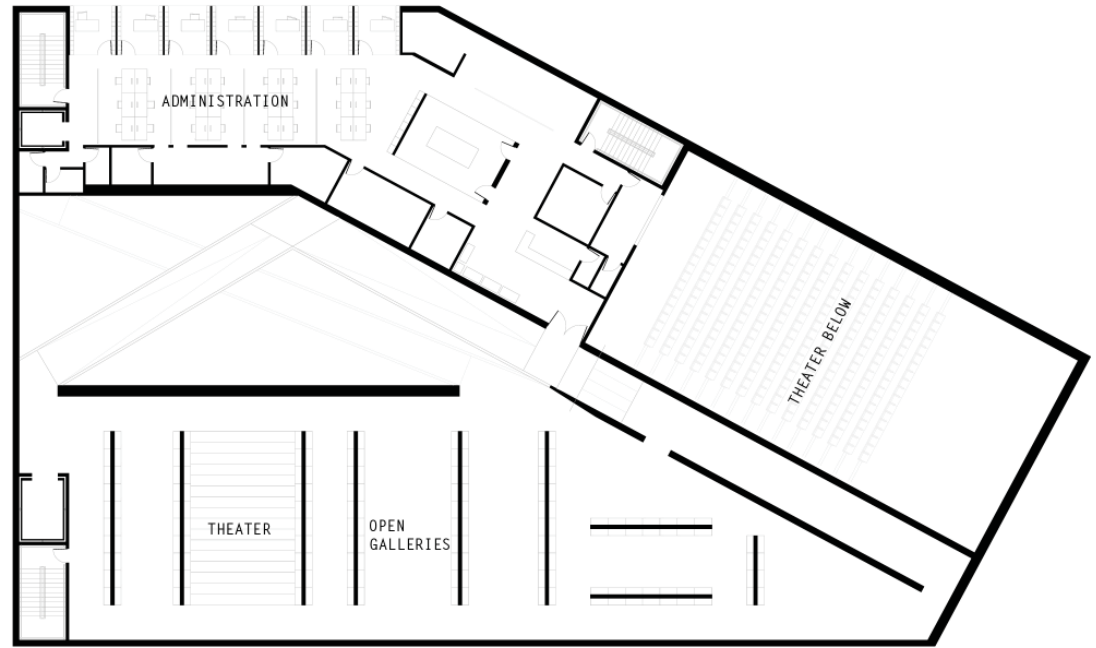 ADMINISTRATION
THEATER BELOW
THEATER
OPEN
GALLERIES